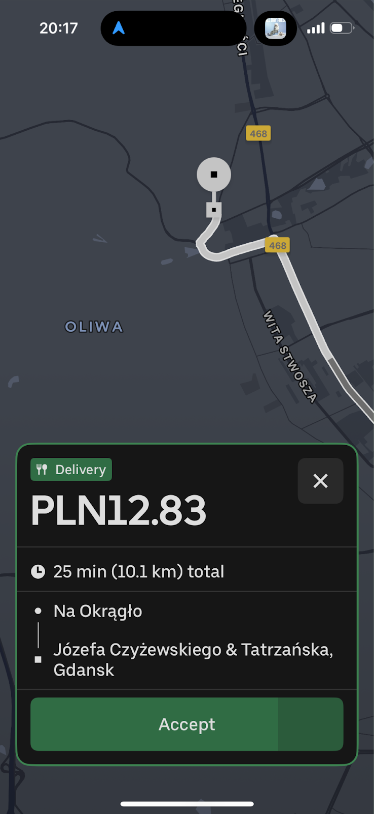 20:17
468
468
OLIWA
WITA STWOSZA
Delivery
PLN12.83
25 min (10.1 km) total
Na Okrągło
Józefa Czyżewskiego & Tatrzańska,
Gdansk
Accept